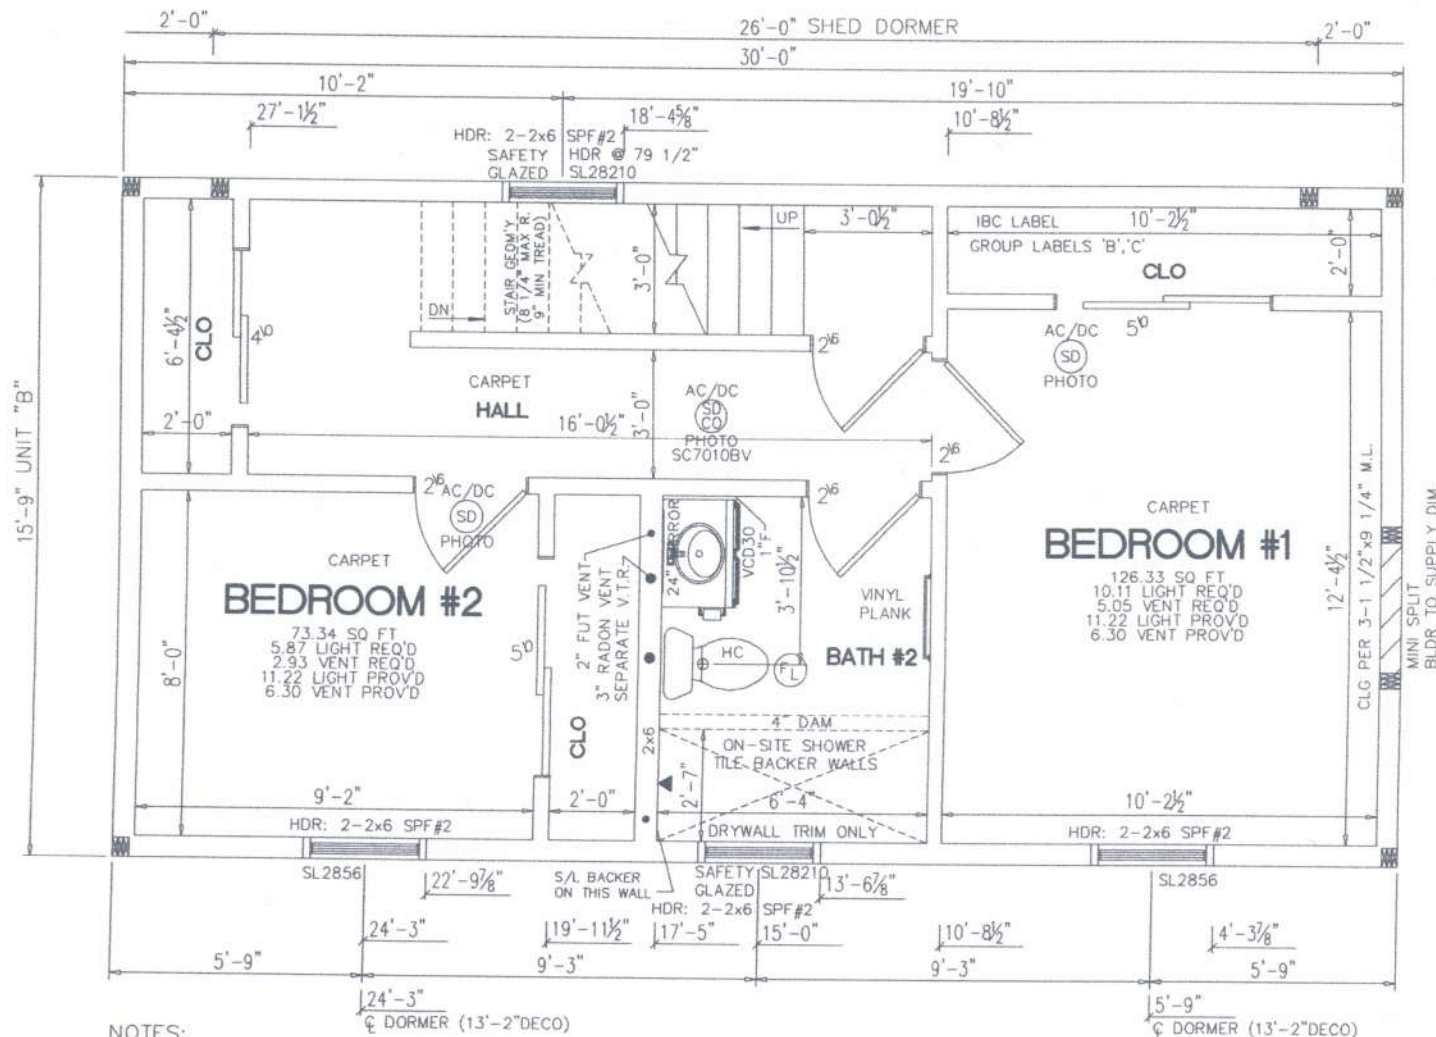 2'-0"
26'-0" SHED DORMER
2'-0"
30'-0"
10'-2"
19'-10"
27'-1½"
18'-4⅝"
10'-8½"
HDR: 2-2x6 SPF#2
SAFETY HDR @ 79 1/2"
GLAZED SL28210
UP
3'-0½"
IBC LABEL
10'-2½"
GROUP LABELS 'B','C'
CLO
2'-0"
STAIR GEOM'Y
(8 1/4" MAX R.
9" MIN TREAD)
3'-0"
DN
6'-4½"
CLO
4'0
2'6
5'0
AC/DC
SD
PHOTO
CARPET
HALL
16'-0½"
AC/DC
SD
CO
PHOTO
SC7010BV
3'-0"
2'-0"
2'6
15'-9" UNIT "B"
2'6
AC/DC
SD
PHOTO
2'6
CARPET
BEDROOM #2
73.34 SQ FT
5.87 LIGHT REQ'D
2.93 VENT REQ'D
11.22 LIGHT PROV'D
6.30 VENT PROV'D
8'-0"
5'0
CLO
2" FUT VENT
3" RADON VENT
SEPARATE V.T.R.
24" MIRROR
VCD30
1"F
3'-10½"
VINYL
PLANK
HC
FL
BATH #2
2x6
4" DAM
ON-SITE SHOWER
TILE BACKER WALLS
2'-7"
6'-4"
DRYWALL TRIM ONLY
CARPET
BEDROOM #1
126.33 SQ FT
10.11 LIGHT REQ'D
5.05 VENT REQ'D
11.22 LIGHT PROV'D
6.30 VENT PROV'D
12'-4½"
CLG PER 3-1 1/2"x9 1/4" M.L.
MINI SPLIT
BLDR TO SUPPLY DIM
9'-2"
2'-0"
10'-2½"
HDR: 2-2x6 SPF#2
HDR: 2-2x6 SPF#2
SL2856
22'-9⅞"
S/L BACKER
ON THIS WALL
SAFETY SL28210
GLAZED
HDR: 2-2x6 SPF#2
13'-6⅞"
SL2856
24'-3"
19'-11½"
17'-5"
15'-0"
10'-8½"
4'-3⅞"
5'-9"
9'-3"
9'-3"
5'-9"
24'-3"
℄ DORMER (13'-2"DECO)
5'-9"
℄ DORMER (13'-2"DECO)
NOTES: